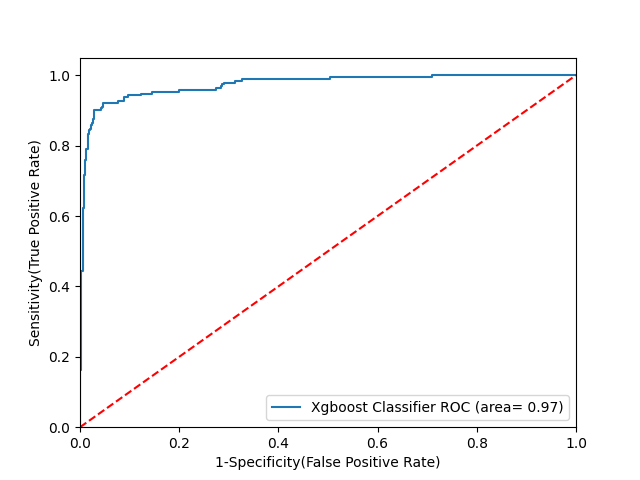 1.0
0.8
0.6
0.4
0.2
0.0
Sensitivity(True Positive Rate)
Xgboost Classifier ROC (area= 0.97)
0.0 0.2 0.4 0.6 0.8 1.0
1-Specificity(False Positive Rate)